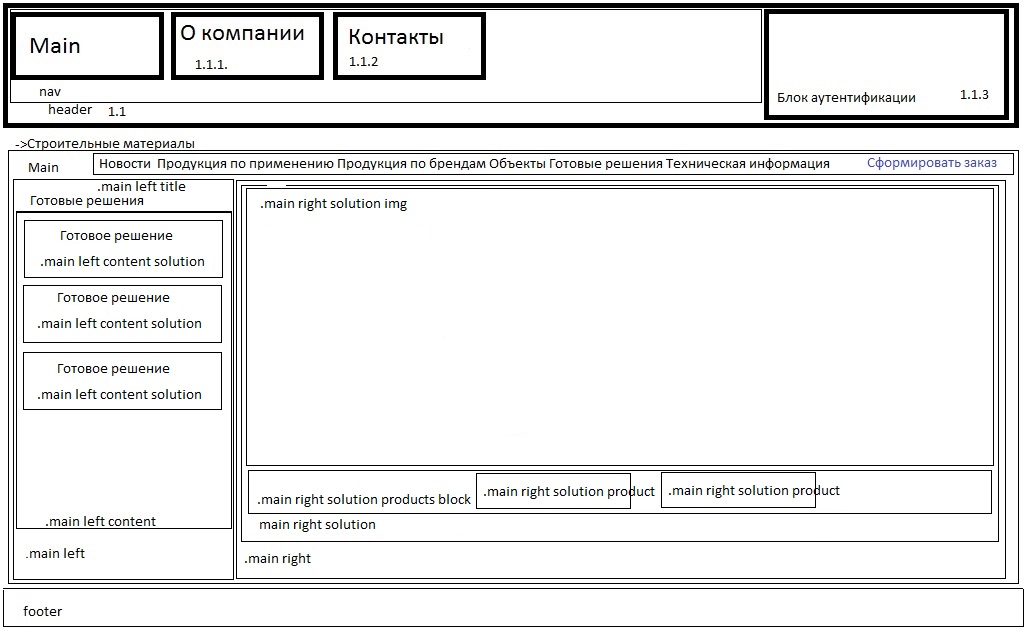 Main
О компании
1.1.1.
Контакты
1.1.2
nav
header 1.1
Блок аутентификации 1.1.3
->Строительные материалы
Main
Новости Продукция по применению Продукция по брендам Объекты Готовые решения Техническая информация Сформировать заказ
.main left title
Готовые решения
Готовое решение
.main left content solution
Готовое решение
.main left content solution
Готовое решение
.main left content solution
.main left content
.main left
.main right solution img
.main right solution products block
.main right solution product
.main right solution product
main right solution
.main right
footer